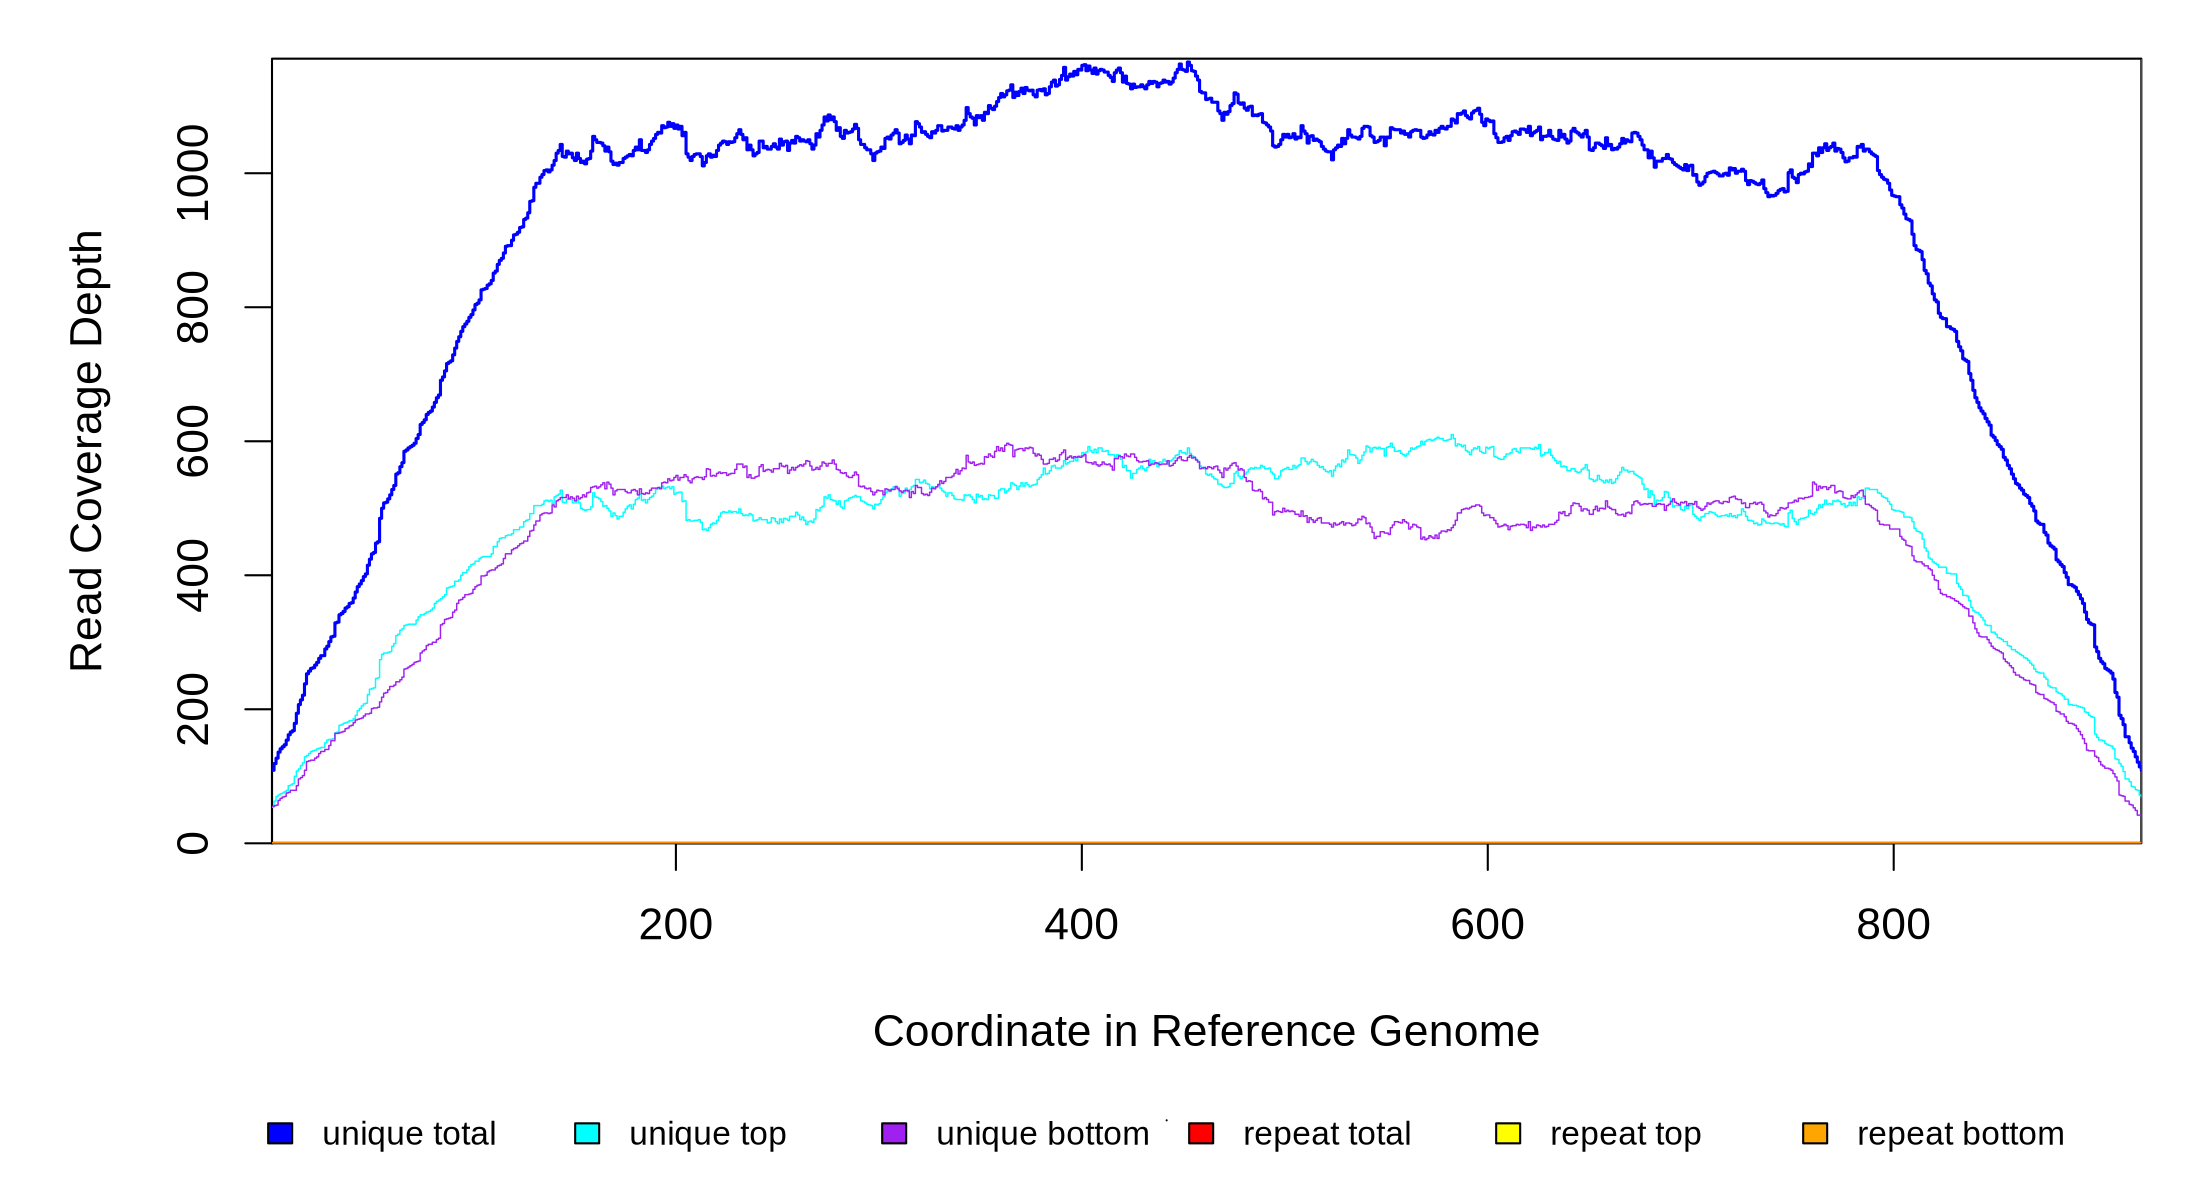 Read Coverage Depth
1000
800
600
400
200
0
200 400 600 800
Coordinate in Reference Genome
unique total unique top unique bottom repeat total repeat top repeat bottom